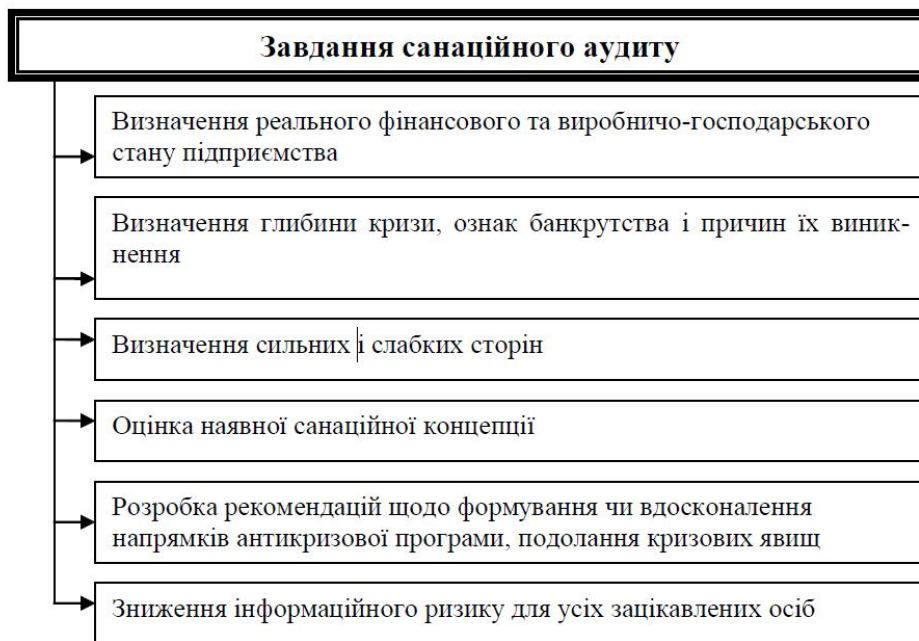 Завдання санаційного аудиту
Визначення реального фінансового та виробничо-господарського
стану підприємства
Визначення глибини кризи, ознак банкрутства і причин їх виник-
нення
Визначення сильних і слабких сторін
Оцінка наявної санаційної концепції
Розробка рекомендацій щодо формування чи вдосконалення
напрямків антикризової програми, подолання кризових явищ
Зниження інформаційного ризику для усіх зацікавлених осіб